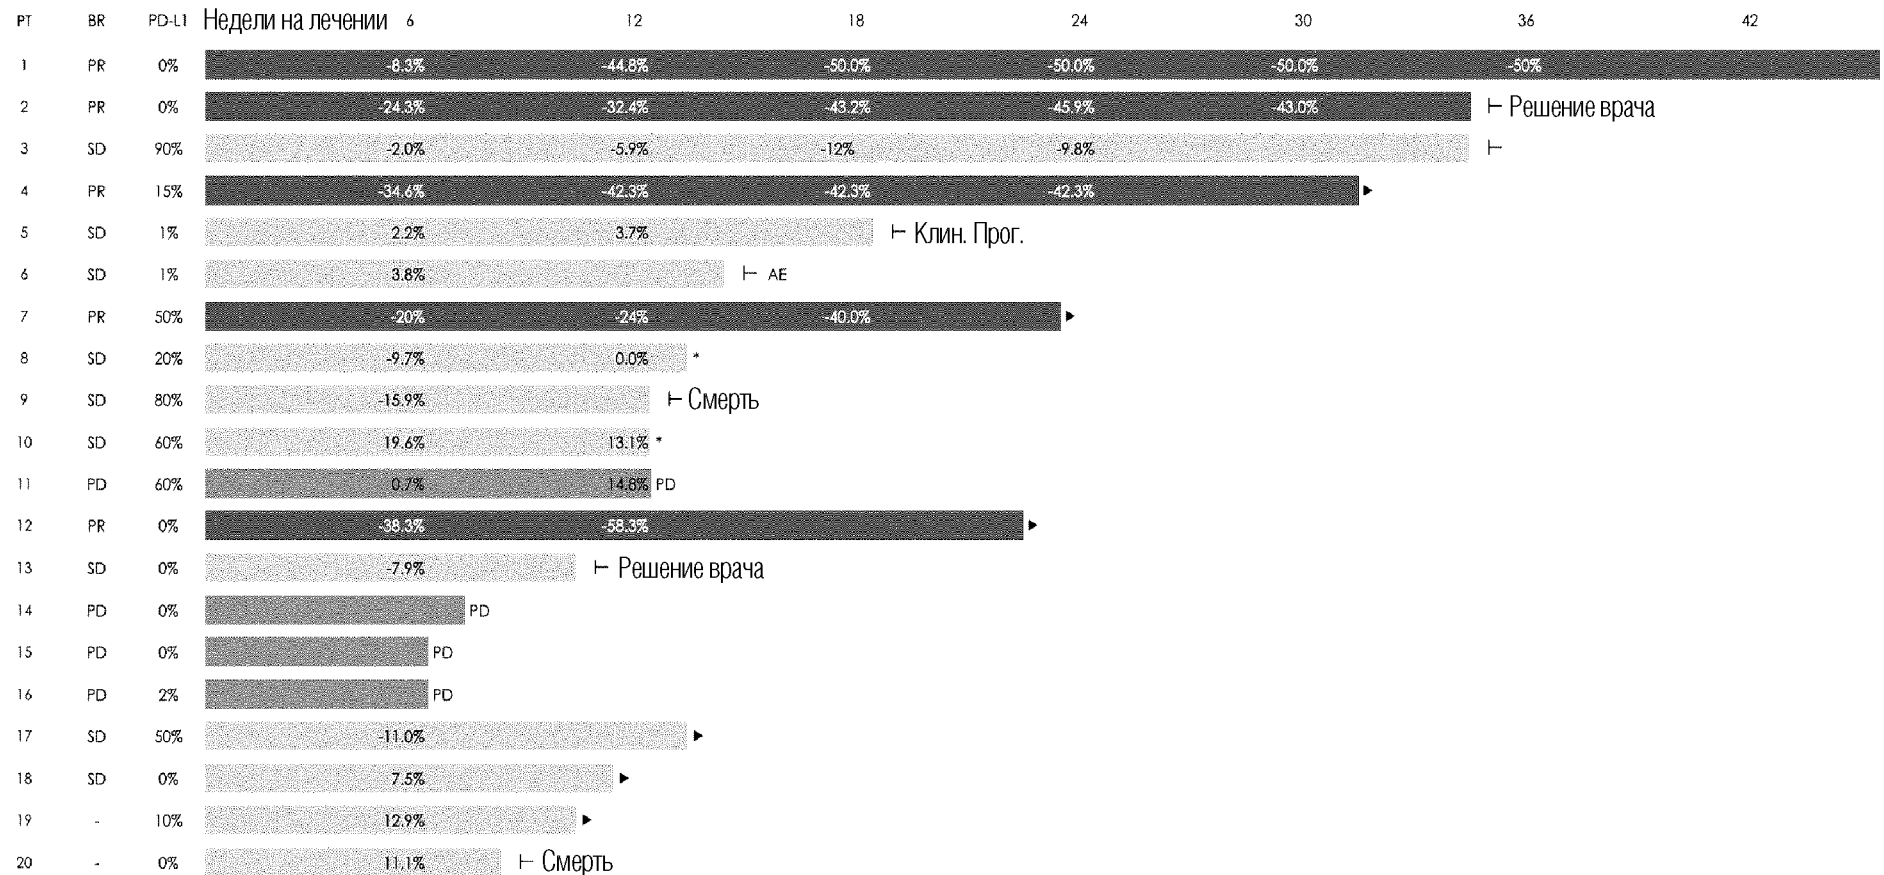 PT BR PD-L1 Недели на лечении 6 12 18 24 30 36 42
1 PR 0% -8.3% -44.8% -50.0% -50.0% -50.0% -50%
2 PR 0% -24.3% -32.4% -43.2% -45.9% -43.0% Решение врача
3 SD 90% -2.0% -5.9% -12% -9.8%
4 PR 15% -34.6% -42.3% -42.3% -42.3%
5 SD 1% 2.2% 3.7% Клин. Прог.
6 SD 1% 3.8% AE
7 PR 50% -20% -24% -40.0%
8 SD 20% -9.7% 0.0% *
9 SD 80% -15.9% Смерть
10 SD 60% 19.6% 13.1% *
11 PD 60% 0.7% 14.8% PD
12 PR 0% -38.3% -58.3%
13 SD 0% -7.9% Решение врача
14 PD 0% PD
15 PD 0% PD
16 PD 2% PD
17 SD 50% -11.0%
18 SD 0% 7.5%
19 - 10% 12.9%
20 - 0% 11.1% Смерть